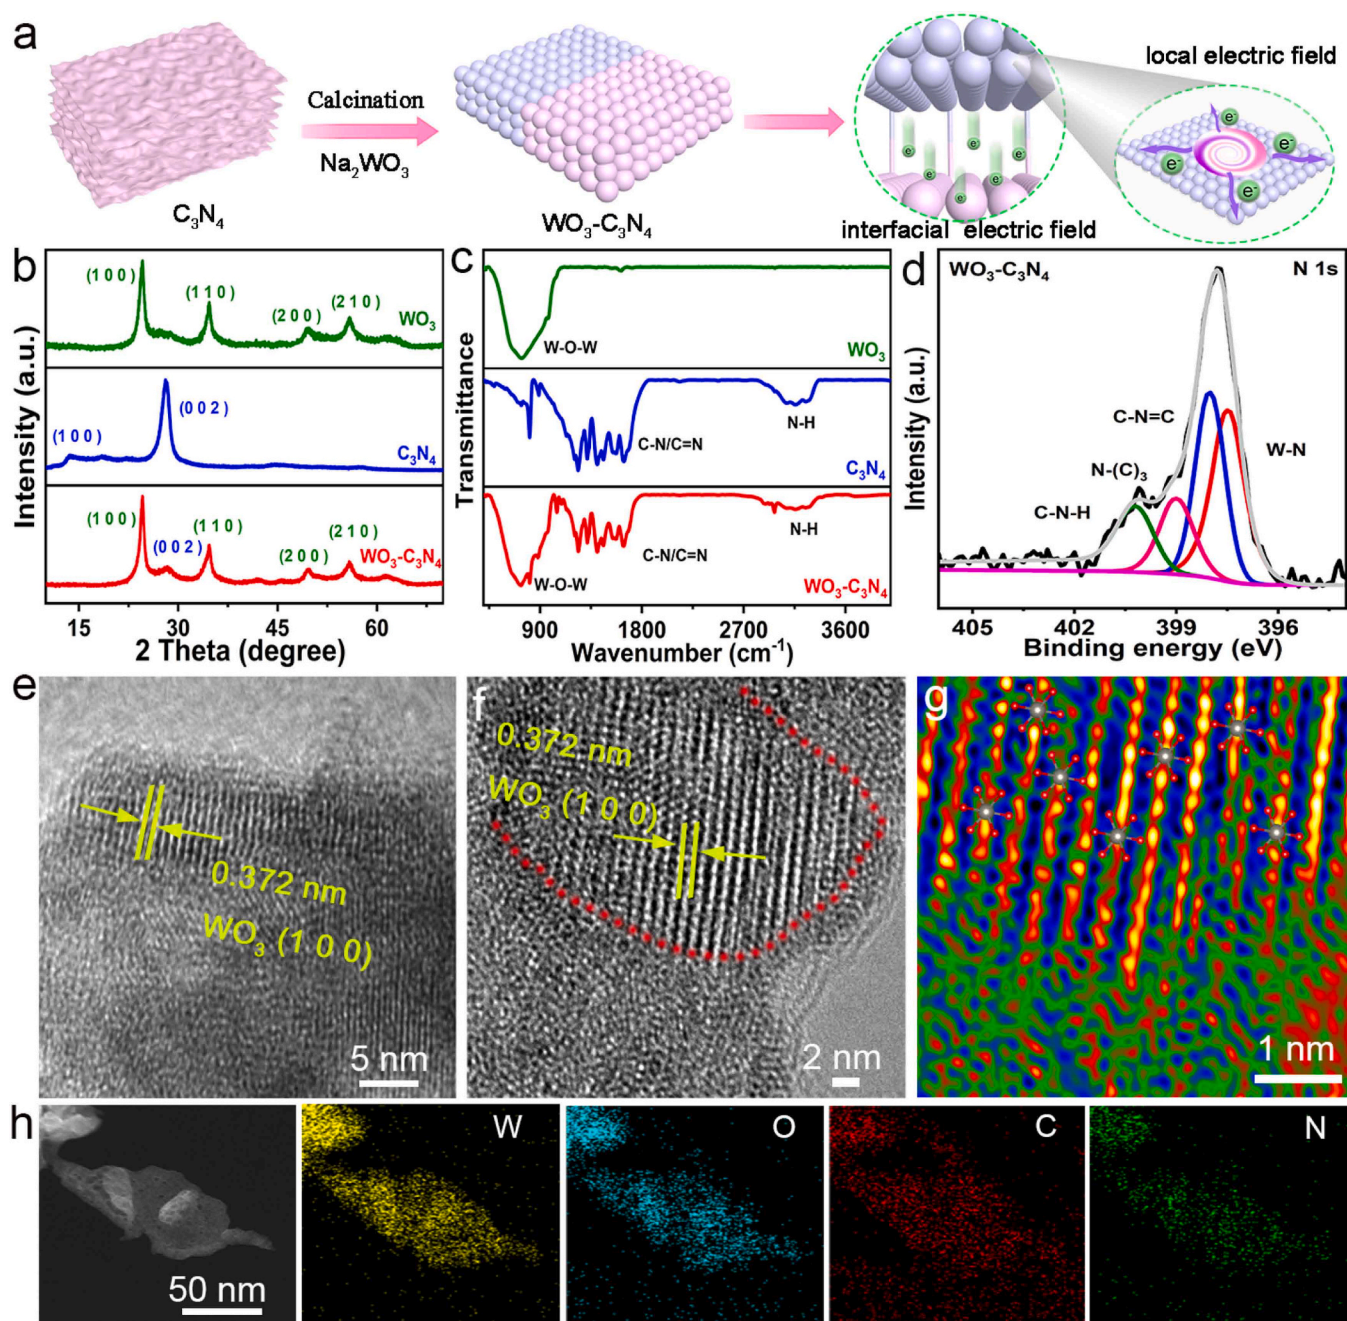 a
C₃N₄
Calcination
Na₂WO₃
WO₃-C₃N₄
interfacial electric field
local electric field
e⁻
e⁻
e⁻
e⁻
e⁻
e⁻
e⁻
e⁻
e⁻
b
Intensity (a.u.)
(1 0 0)
(1 1 0)
(2 0 0)
(2 1 0)
WO₃
(1 0 0)
(0 0 2)
C₃N₄
(1 0 0)
(0 0 2)
(1 1 0)
(2 0 0)
(2 1 0)
WO₃-C₃N₄
15 30 45 60
2 Theta (degree)
c
Transmittance
W-O-W
WO₃
C-N/C=N
N-H
C₃N₄
W-O-W
C-N/C=N
N-H
WO₃-C₃N₄
900 1800 2700 3600
Wavenumber (cm⁻¹)
d
WO₃-C₃N₄
N 1s
Intensity (a.u.)
C-N=C
W-N
N-(C)₃
C-N-H
405 402 399 396
Binding energy (eV)
e
0.372 nm
WO₃ (1 0 0)
5 nm
f
0.372 nm
WO₃ (1 0 0)
2 nm
g
1 nm
h
50 nm
W
O
C
N